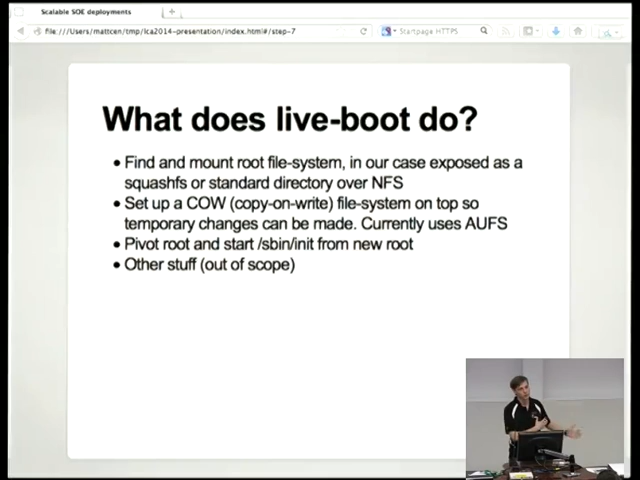 Scalable SOE deployments
file:///Users/mattcen/tmp/lca2014-presentation/index.html#/step-7
Startpage HTTPS
What does live-boot do?
• Find and mount root file-system, in our case exposed as a
squashfs or standard directory over NFS
• Set up a COW (copy-on-write) file-system on top so
temporary changes can be made. Currently uses AUFS
• Pivot root and start /sbin/init from new root
• Other stuff (out of scope)